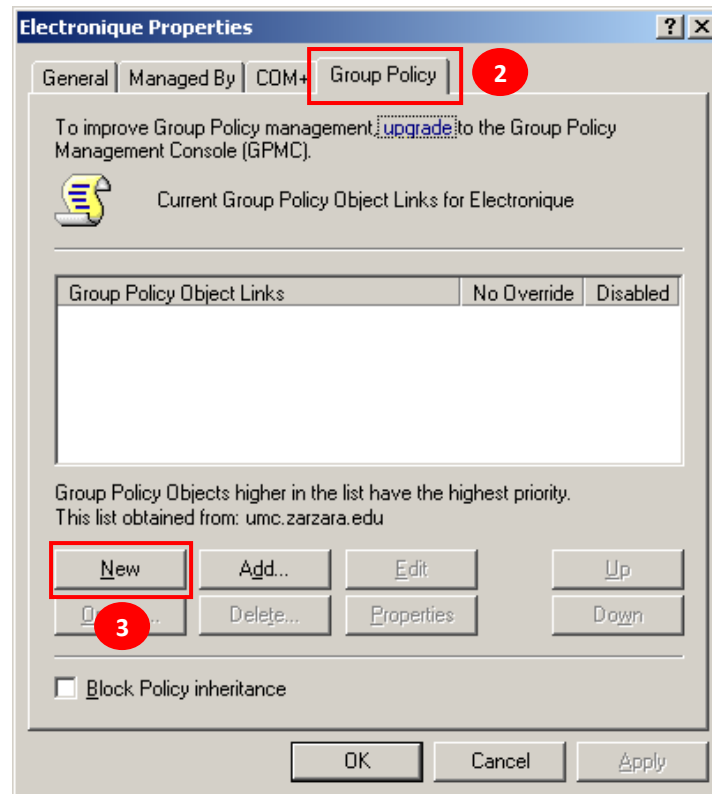 Electronique Properties
General Managed By COM+ Group Policy 2
To improve Group Policy management, upgrade to the Group Policy
Management Console (GPMC).
Current Group Policy Object Links for Electronique
Group Policy Object Links No Override Disabled
Group Policy Objects higher in the list have the highest priority.
This list obtained from: umc.zarzara.edu
New Add... Edit Up
3 Delete... Properties Down
Block Policy inheritance
OK Cancel Apply